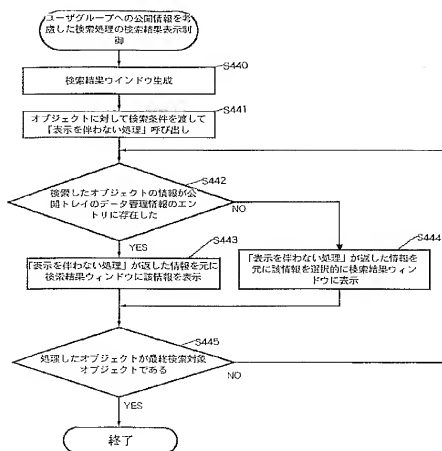 ユーザグループへの公開情報を考
慮した検索処理の検索結果表示制
御
S440
検索結果ウインドウ生成
S441
オブジェクトに対して検索条件を渡して
「表示を伴わない処理」呼び出し
S442
検索したオブジェクトの情報が公
開トレイのデータ管理情報のエン
トリに存在した
NO
YES
S443
「表示を伴わない処理」が返した情報を元に
検索結果ウィンドウに該情報を表示
S444
「表示を伴わない処理」が返した情報を
元に該情報を選択的に検索結果ウィン
ドウに表示
S445
処理したオブジェクトが最終検索対象
オブジェクトである
NO
YES
終了